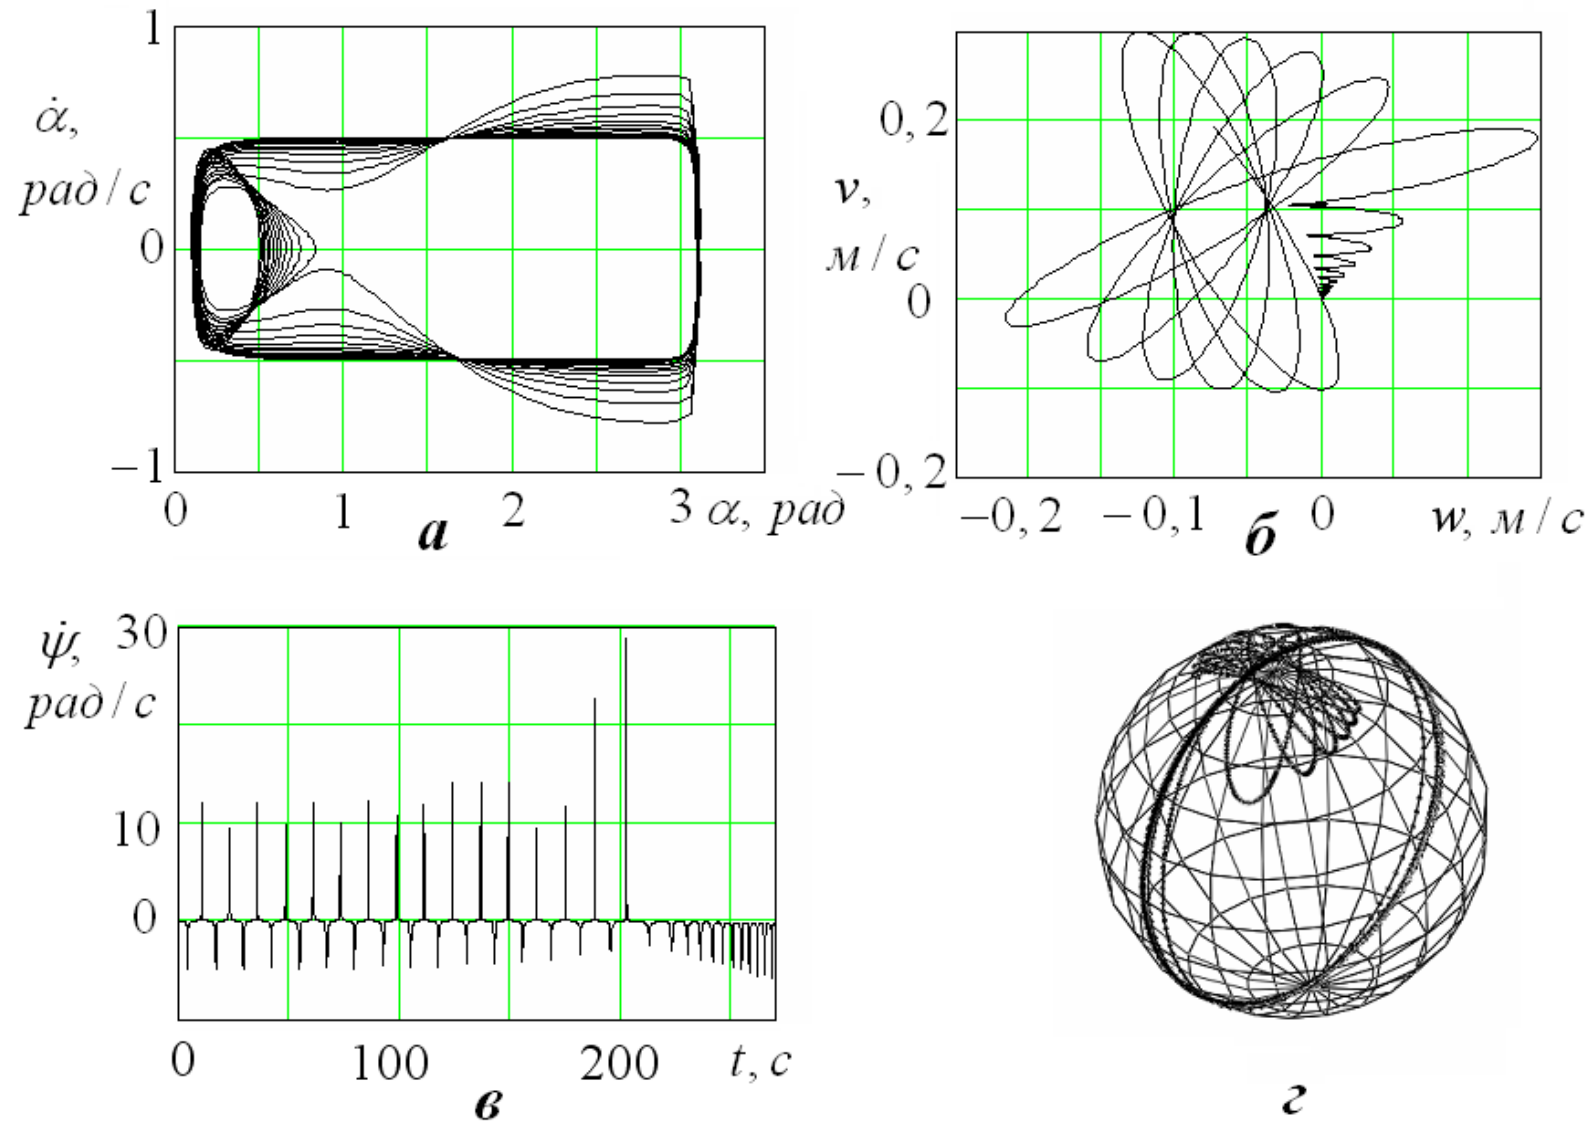 1
α̇,
рад / с
0
−1
0 1 2 3 α, рад
а
0,2
v,
м / с
0
−0,2
−0,2 −0,1 0 w, м / с
б
30
ψ̇,
рад / с
10
0
0 100 200 t, с
в
г